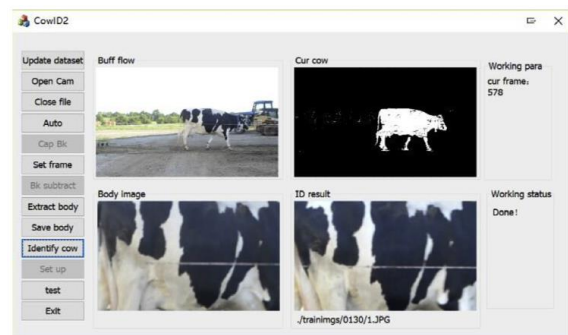 CowID2
Update dataset
Open Cam
Close file
Auto
Cap Bk
Set frame
Bk subtract
Extract body
Save body
Identify cow
Set up
test
Exit
Buff flow
Cur cow
Working para
cur frame:
578
Body image
ID result
./trainimgs/0130/1.JPG
Working status
Done!